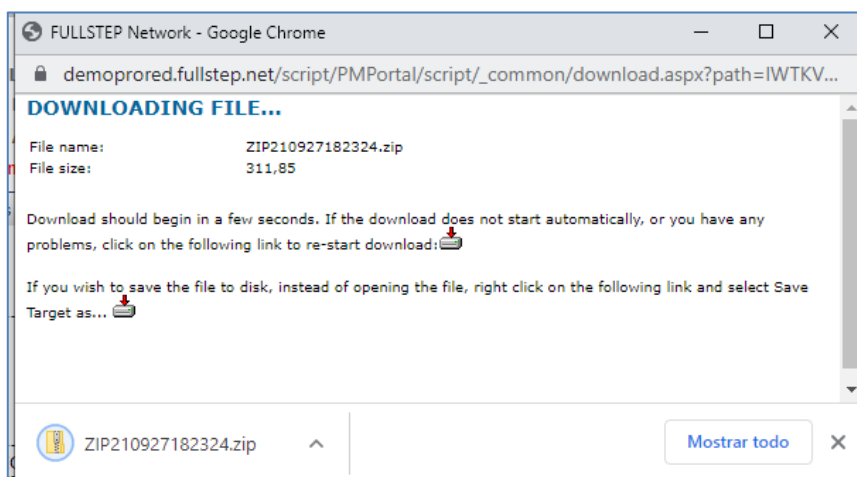 FULLSTEP Network - Google Chrome
demoprored.fullstep.net/script/PMPortal/script/_common/download.aspx?path=IWTKV...
DOWNLOADING FILE...
File name: ZIP210927182324.zip
File size: 311,85
Download should begin in a few seconds. If the download does not start automatically, or you have any
problems, click on the following link to re-start download:
If you wish to save the file to disk, instead of opening the file, right click on the following link and select Save
Target as...
ZIP210927182324.zip
Mostrar todo